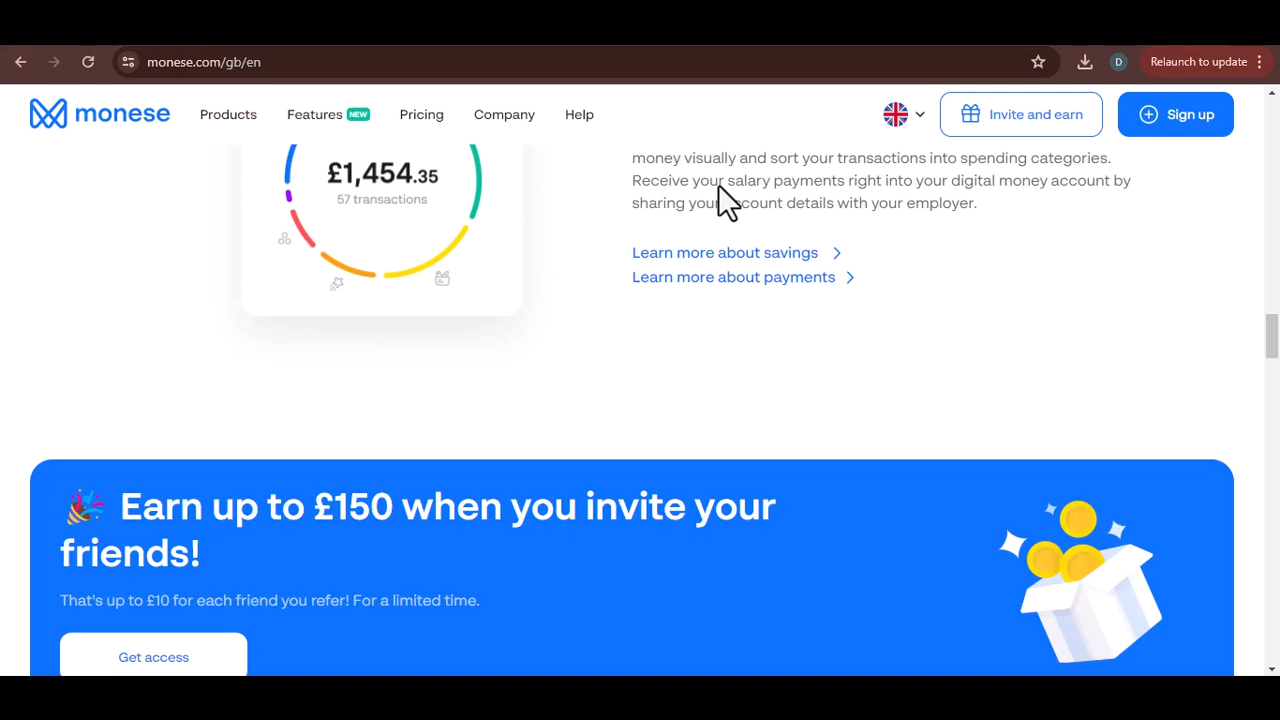 monese.com/gb/en
D
Relaunch to update
monese
Products
Features NEW
Pricing
Company
Help
Invite and earn
Sign up
£1,454.35
57 transactions
money visually and sort your transactions into spending categories.
Receive your salary payments right into your digital money account by
sharing your account details with your employer.
Learn more about savings
Learn more about payments
Earn up to £150 when you invite your
friends!
That's up to £10 for each friend you refer! For a limited time.
Get access